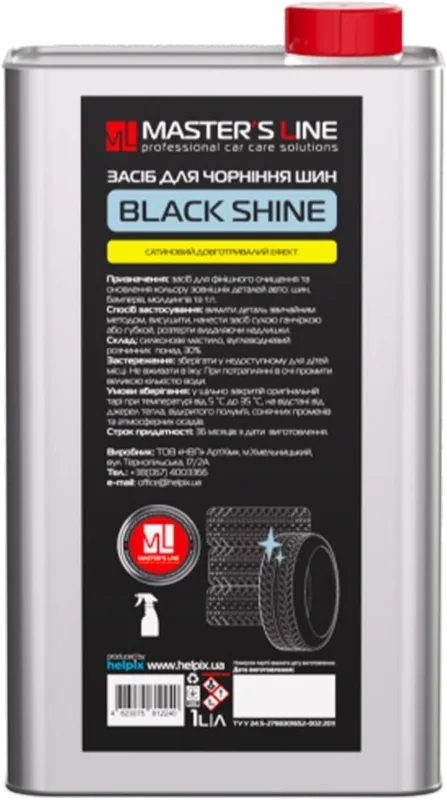 ML MASTER'S LINE
professional car care solutions
ЗАСІБ ДЛЯ ЧОРНІННЯ ШИН
BLACK SHINE
САТИНОВИЙ ДОВГОТРИВАЛИЙ ЕФЕКТ
Призначення: засіб для фінішного очищення та
оновлення кольору зовнішніх деталей авто: шин,
бамперів, молдингів та т.п.
Спосіб застосування: вимити деталь звичайним
методом, висушити, нанести засіб сухою ганчіркою
або губкой, розтерти видаляючи надлишки.
Склад: силіконове мастило, вуглеводневий
розчинник понад 30%.
Застереження: зберігати у недоступному для дітей
місці. Не вживати в їжу. При потраплянні в очі промити
великою кількістю води.
Умови зберігання: у щільно закритій оригінальній
тарі при температурі від 5 °С до 35 °С, на відстані від
джерел тепла, відкритого полум'я, сонячних променів
та атмосферних осадів.
Строк придатності: 36 місяців з дати виготовлення.
Виробник: ТОВ «НВП» АртХім», м.Хмельницький,
вул. Тернопільська, 17/2А
Тел.: +38(067) 4003366
e-mail: office@helpix.ua
ML
MASTER'S LINE
produced by
helpix www.helpix.ua
1L|Л
Дата виготовлення: